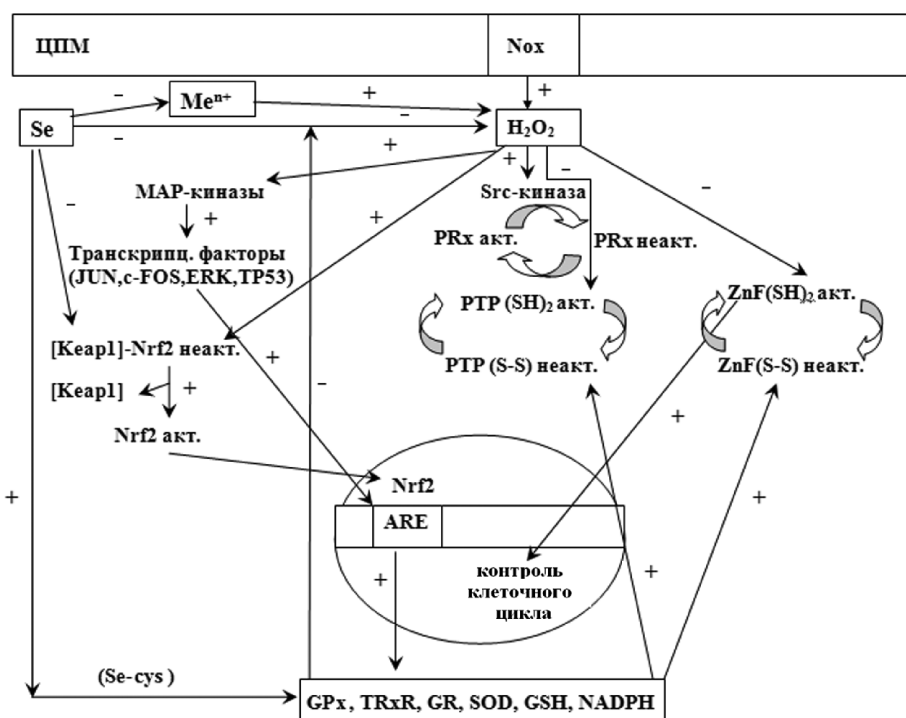 ЦПМ
Nox
+
Se
–
Meⁿ⁺
+
–
–
H₂O₂
+
+
–
–
МАР-киназы
Src-киназа
–
+
+
PRx акт.
PRx неакт.
Транскрипц. факторы
(JUN,c-FOS,ERK,TP53)
PTP (SH)₂ акт.
ZnF(SH)₂ акт.
[Keap1]-Nrf2 неакт.
+
PTP (S-S) неакт.
ZnF(S-S) неакт.
[Keap1]
+
–
+
Nrf2 акт.
Nrf2
+
+
ARE
+
контроль
клеточного
цикла
+
(Se-cys )
GPx, TRxR, GR, SOD, GSH, NADPH